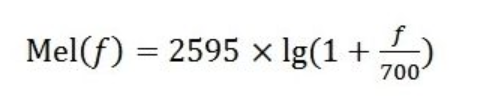 Mel(f) = 2595 × lg(1 + f/700)